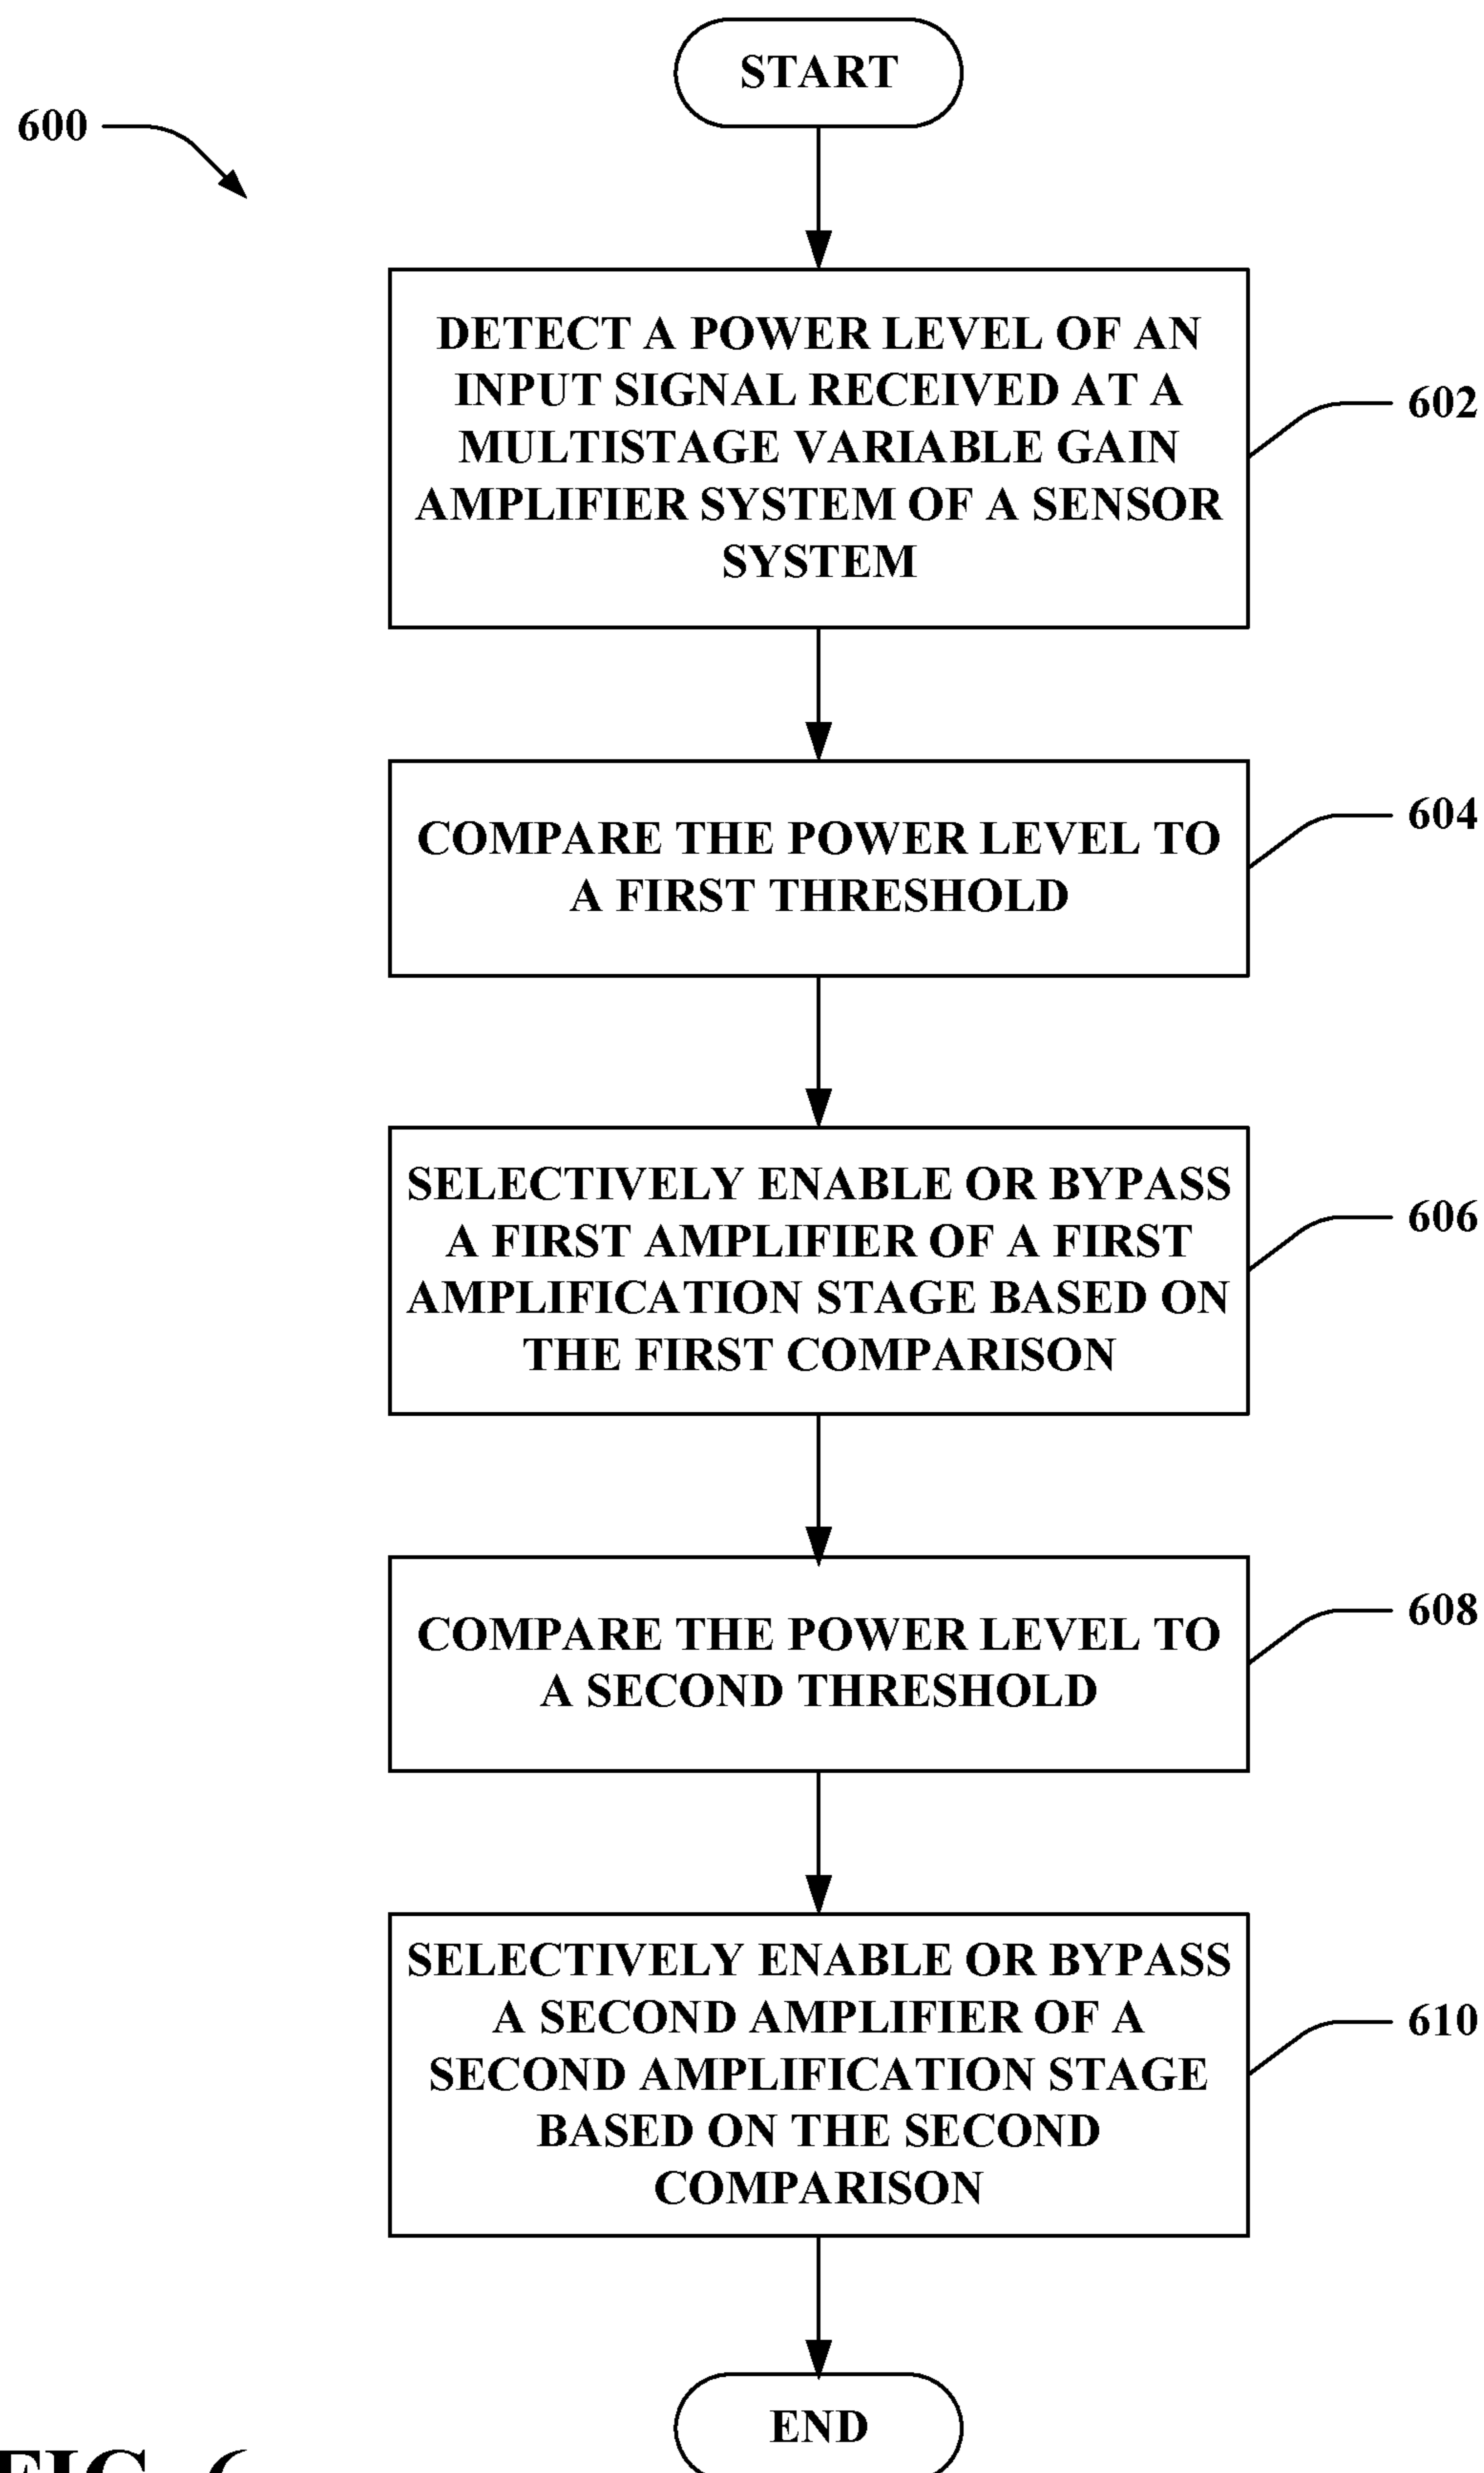 START
600
DETECT A POWER LEVEL OF AN
INPUT SIGNAL RECEIVED AT A
MULTISTAGE VARIABLE GAIN
AMPLIFIER SYSTEM OF A SENSOR
SYSTEM
602
COMPARE THE POWER LEVEL TO
A FIRST THRESHOLD
604
SELECTIVELY ENABLE OR BYPASS
A FIRST AMPLIFIER OF A FIRST
AMPLIFICATION STAGE BASED ON
THE FIRST COMPARISON
606
COMPARE THE POWER LEVEL TO
A SECOND THRESHOLD
608
SELECTIVELY ENABLE OR BYPASS
A SECOND AMPLIFIER OF A
SECOND AMPLIFICATION STAGE
BASED ON THE SECOND
COMPARISON
610
END
FIG. 6